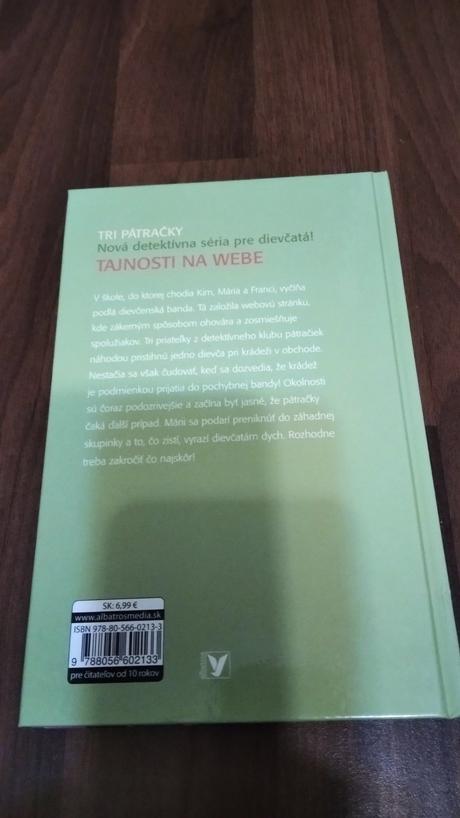 TRI PÁTRAČKY
Nová detektívna séria pre dievčatá!
TAJNOSTI NA WEBE
V škole, do ktorej chodia Kim, Mária a Franci, vyčíňa
podlá dievčenská banda. Tá založila webovú stránku,
kde zákerným spôsobom ohovára a zosmiešňuje
spolužiakov. Tri priateľky z detektívneho klubu pátračiek
náhodou pristihnú jedno dievča pri krádeži v obchode.
Nestačia sa však čudovať, keď sa dozvedia, že krádež
je podmienkou prijatia do pochybnej bandy! Okolnosti
sú čoraz podozrivejšie a začína byť jasné, že pátračky
čaká ďalší prípad. Márii sa podarí preniknúť do záhadnej
skupinky a to, čo zistí, vyrazí dievčatám dych. Rozhodne
treba zakročiť čo najskôr!
SK: 6,99 €
www.albatrosmedia.sk
ISBN 978-80-566-0213-3
9 788056 602133
pre čitateľov od 10 rokov